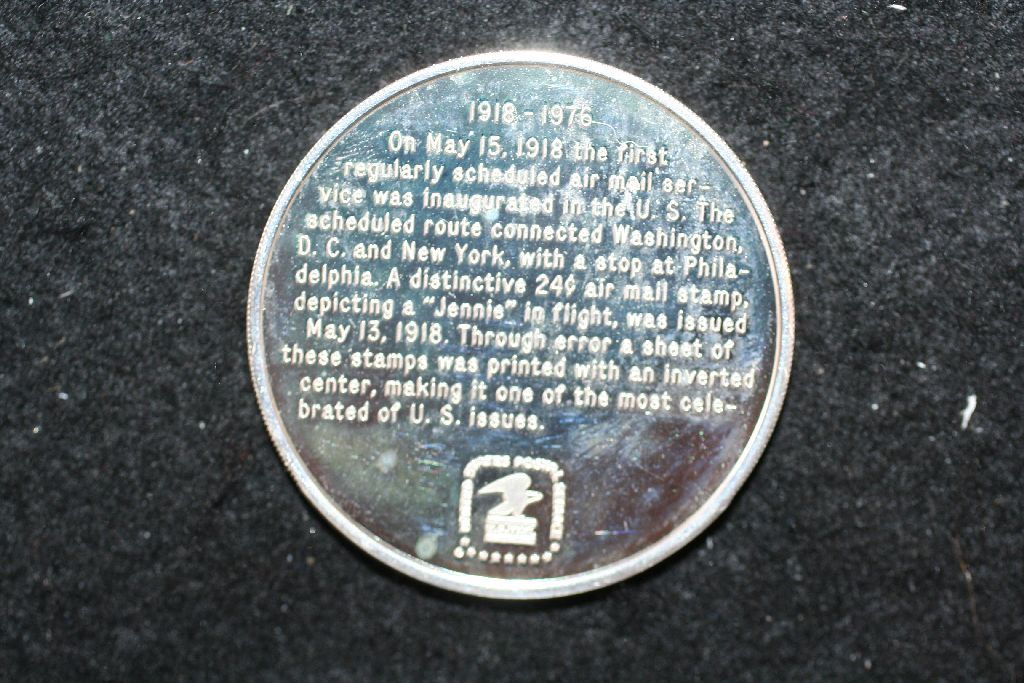 1918 - 1976
On May 15, 1918 the first
regularly scheduled air mail ser-
vice was inaugurated in the U. S. The
scheduled route connected Washington,
D. C. and New York, with a stop at Phila-
delphia. A distinctive 24¢ air mail stamp,
depicting a "Jennie" in flight, was issued
May 13, 1918. Through error a sheet of
these stamps was printed with an inverted
center, making it one of the most cele-
brated of U. S. issues.